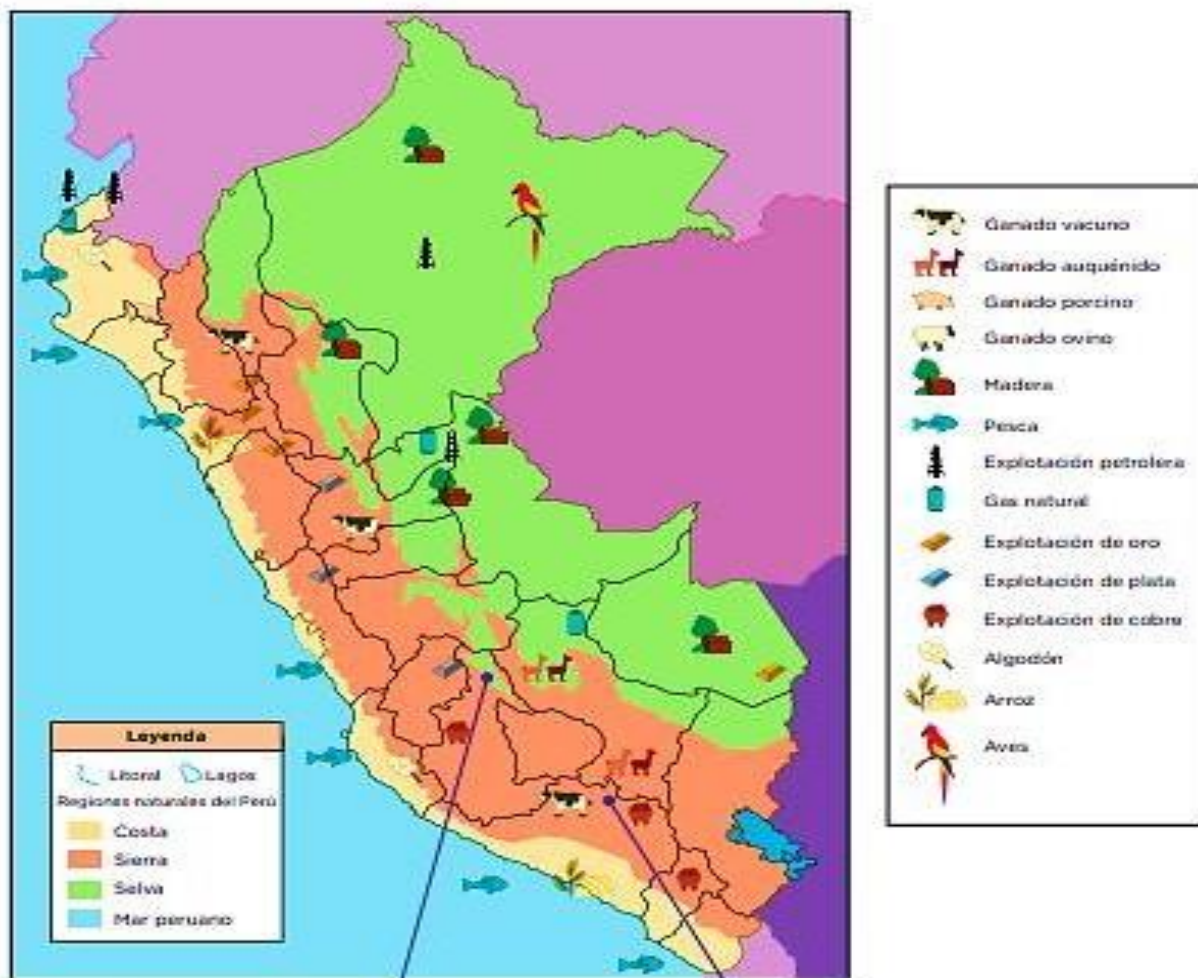 Leyenda
Litoral Lagos
Regiones naturales del Perú
Costa
Sierra
Selva
Mar peruano
Ganado vacuno
Ganado auquénido
Ganado porcino
Ganado ovino
Madera
Pesca
Explotación petrolera
Gas natural
Explotación de oro
Explotación de plata
Explotación de cobre
Algodón
Arroz
Aves